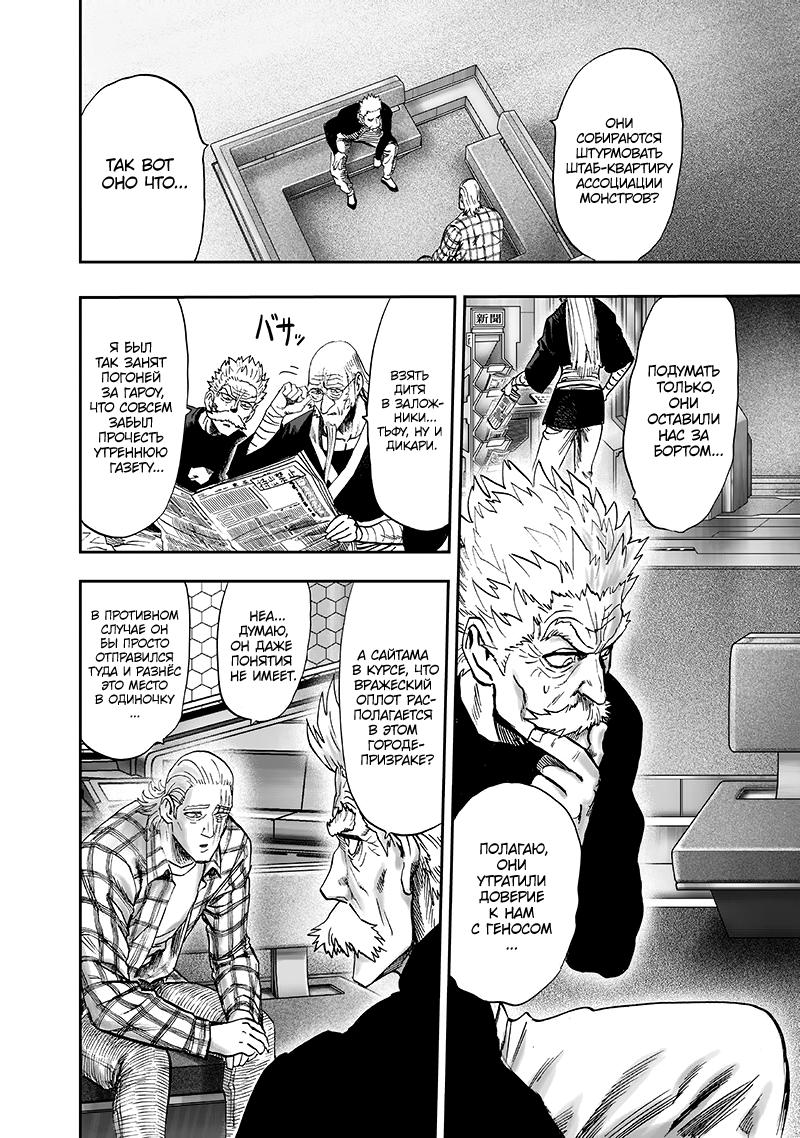 ОНИ
СОБИРАЮТСЯ
ШТУРМОВАТЬ
ШТАБ-КВАРТИРУ
АССОЦИАЦИИ
МОНСТРОВ?
ТАК ВОТ
ОНО ЧТО...
新聞
ПОДУМАТЬ
ТОЛЬКО,
ОНИ
ОСТАВИЛИ
НАС ЗА
БОРТОМ...
ПОЛАГАЮ,
ОНИ
УТРАТИЛИ
ДОВЕРИЕ
К НАМ
С ГЕНОСОМ
...
バサッ
ВЗЯТЬ
ДИТЯ
В ЗАЛОЖ-
НИКИ...
ТЬФУ, НУ И
ДИКАРИ.
Я БЫЛ
ТАК ЗАНЯТ
ПОГОНЕЙ
ЗА ГАРОУ,
ЧТО СОВСЕМ
ЗАБЫЛ
ПРОЧЕСТЬ
УТРЕННЮЮ
ГАЗЕТУ...
А САЙТАМА
В КУРСЕ, ЧТО
ВРАЖЕСКИЙ
ОПЛОТ РАС-
ПОЛАГАЕТСЯ
В ЭТОМ
ГОРОДЕ-
ПРИЗРАКЕ?
НЕА...
ДУМАЮ,
ОН ДАЖЕ
ПОНЯТИЯ
НЕ ИМЕЕТ.
В ПРОТИВНОМ
СЛУЧАЕ ОН
БЫ ПРОСТО
ОТПРАВИЛСЯ
ТУДА И РАЗНЁС
ЭТО МЕСТО
В ОДИНОЧКУ
...